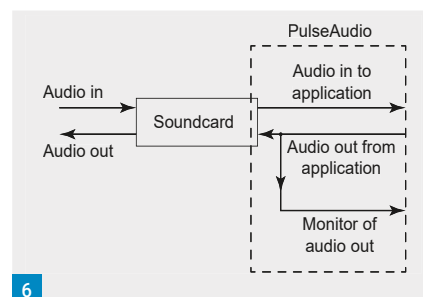 PulseAudio
Audio in to
application
Audio in
Soundcard
Audio out
Audio out from
application
Monitor of
audio out
6